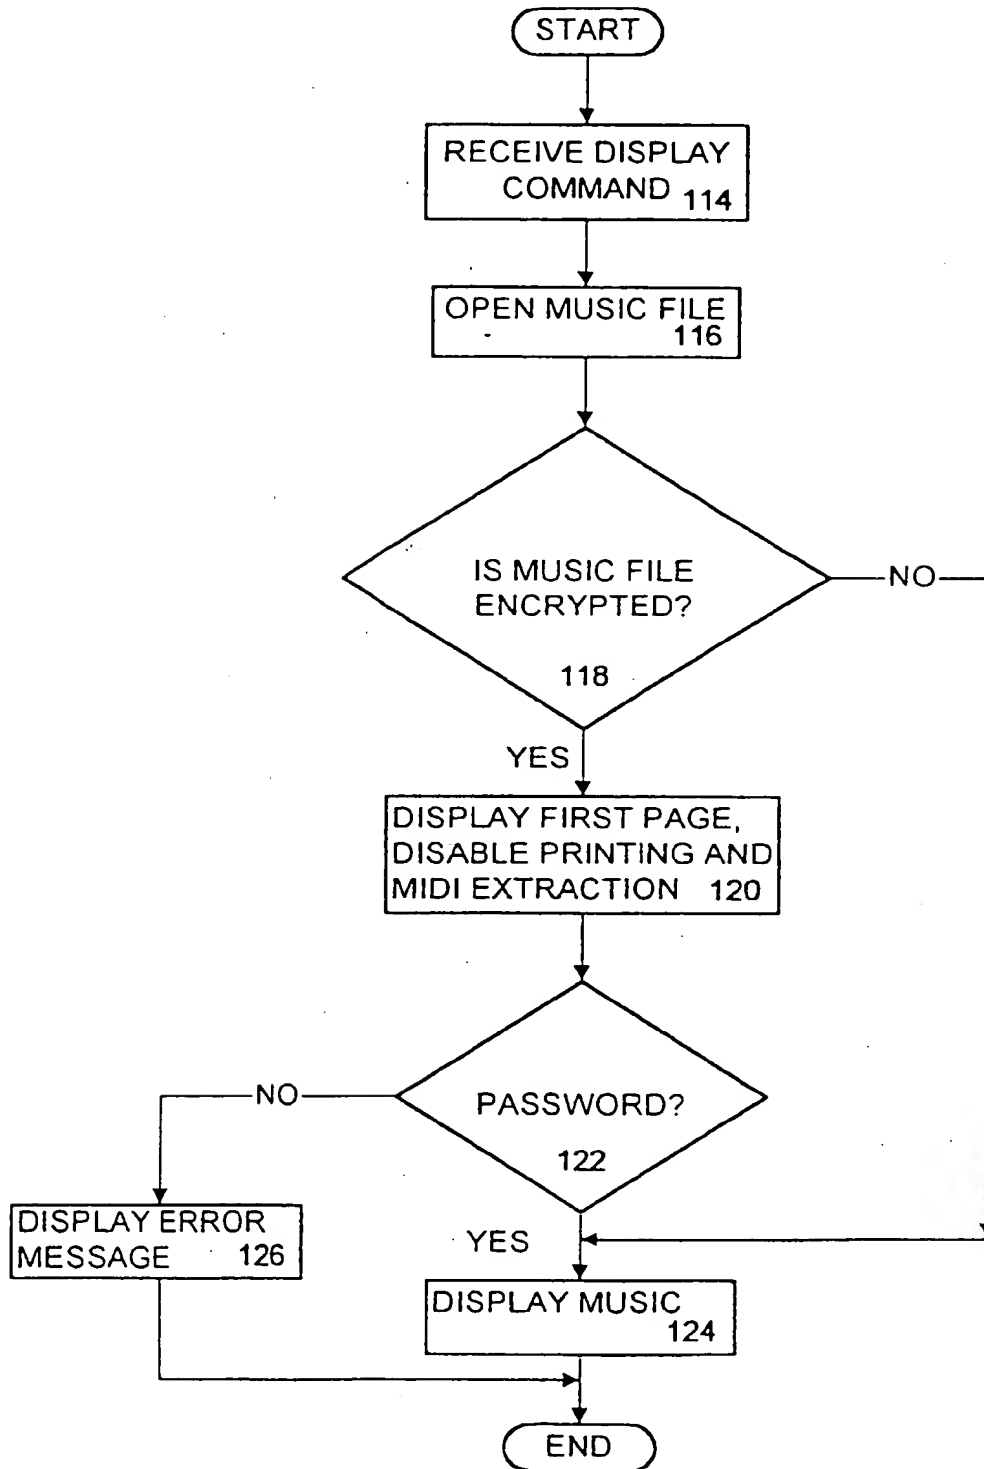 START
RECEIVE DISPLAY
COMMAND 114
OPEN MUSIC FILE
116
IS MUSIC FILE
ENCRYPTED?
118
NO
YES
DISPLAY FIRST PAGE,
DISABLE PRINTING AND
MIDI EXTRACTION 120
PASSWORD?
122
NO
YES
DISPLAY ERROR
MESSAGE 126
DISPLAY MUSIC
124
END